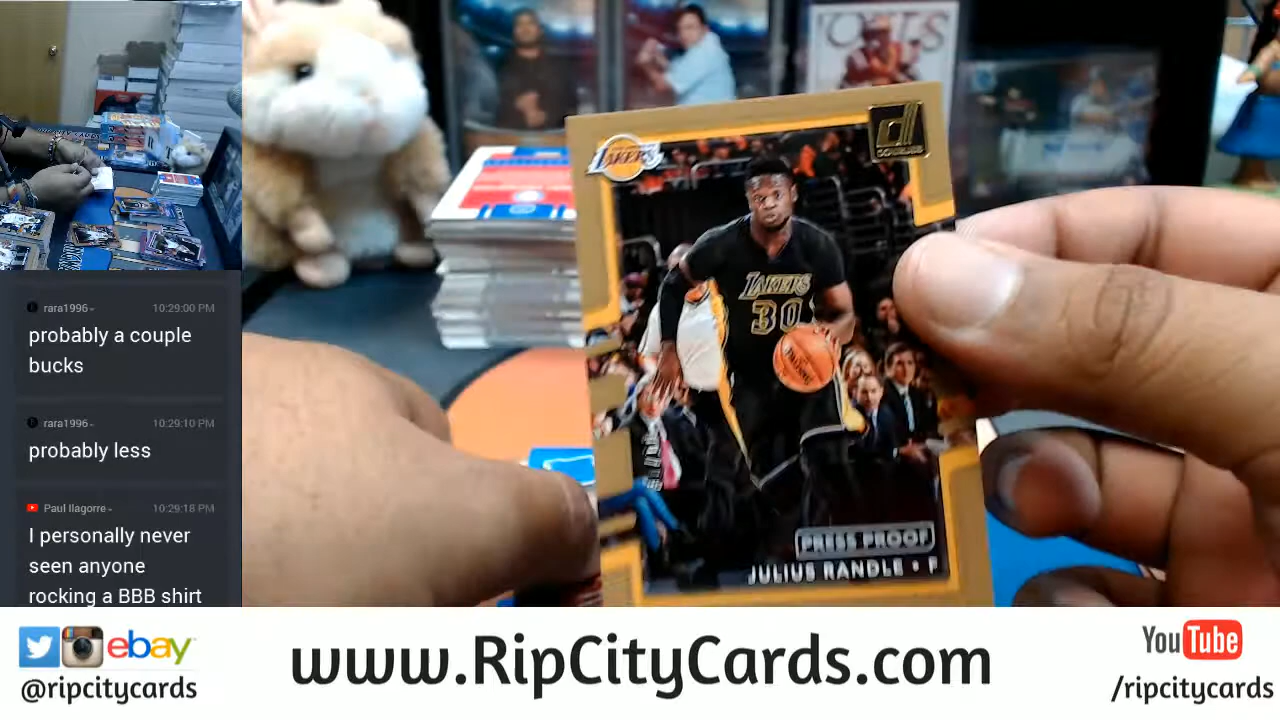 rara1996
10:29:00 PM
probably a couple
bucks
rara1996
10:29:10 PM
probably less
Paul Ilagorre
10:29:18 PM
I personally never
seen anyone
rocking a BBB shirt
LAKERS
DONRUSS
LAKERS
30
SPALDING
PRESS PROOF
JULIUS RANDLE • F
ebay
@ripcitycards
www.RipCityCards.com
YouTube
/ripcitycards